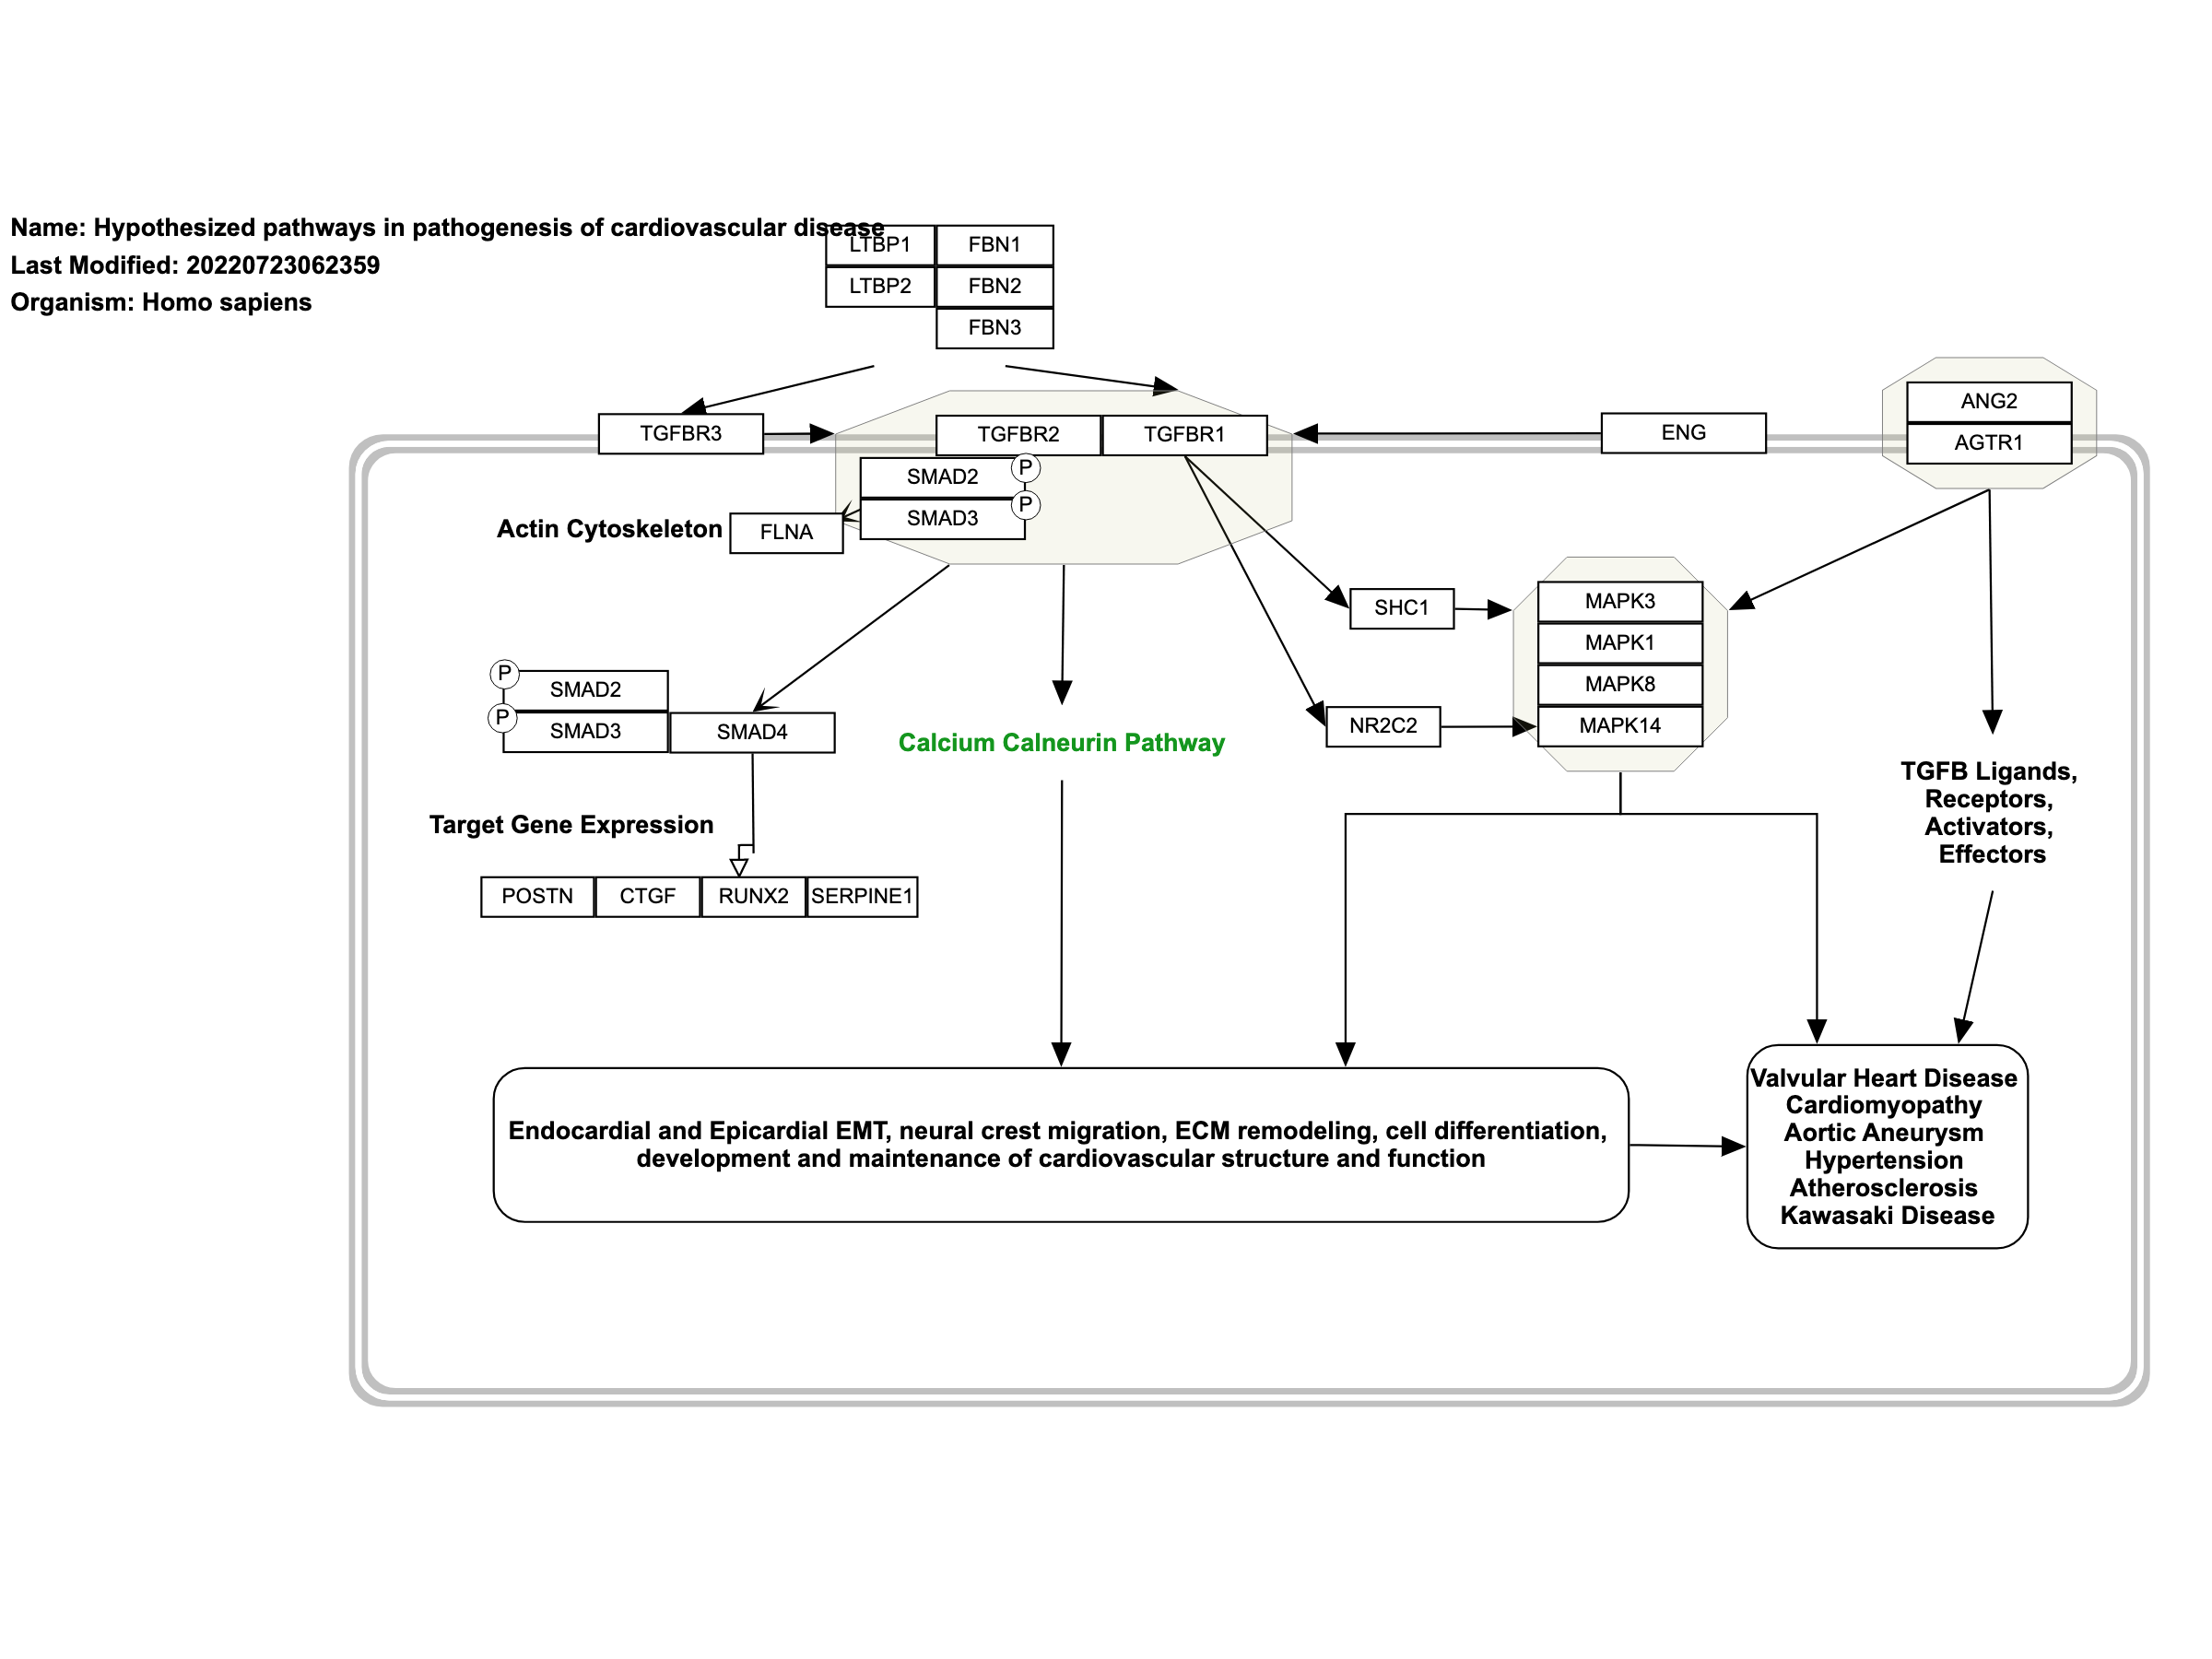 Name: Hypothesized pathways in pathogenesis of cardiovascular disease
Last Modified: 20220723062359
Organism: Homo sapiens
LTBP1
FBN1
LTBP2
FBN2
FBN3
ANG2
AGTR1
TGFBR3
TGFBR2
TGFBR1
ENG
SMAD2
P
SMAD3
P
Actin Cytoskeleton
FLNA
SHC1
MAPK3
MAPK1
MAPK8
MAPK14
NR2C2
P
SMAD2
P
SMAD3
SMAD4
Calcium Calneurin Pathway
TGFB Ligands,
Receptors,
Activators,
Effectors
Target Gene Expression
POSTN
CTGF
RUNX2
SERPINE1
Endocardial and Epicardial EMT, neural crest migration, ECM remodeling, cell differentiation,
development and maintenance of cardiovascular structure and function
Valvular Heart Disease
Cardiomyopathy
Aortic Aneurysm
Hypertension
Atherosclerosis
Kawasaki Disease